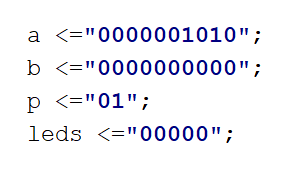 a <="0000001010";
b <="0000000000";
p <="01";
leds <="00000";